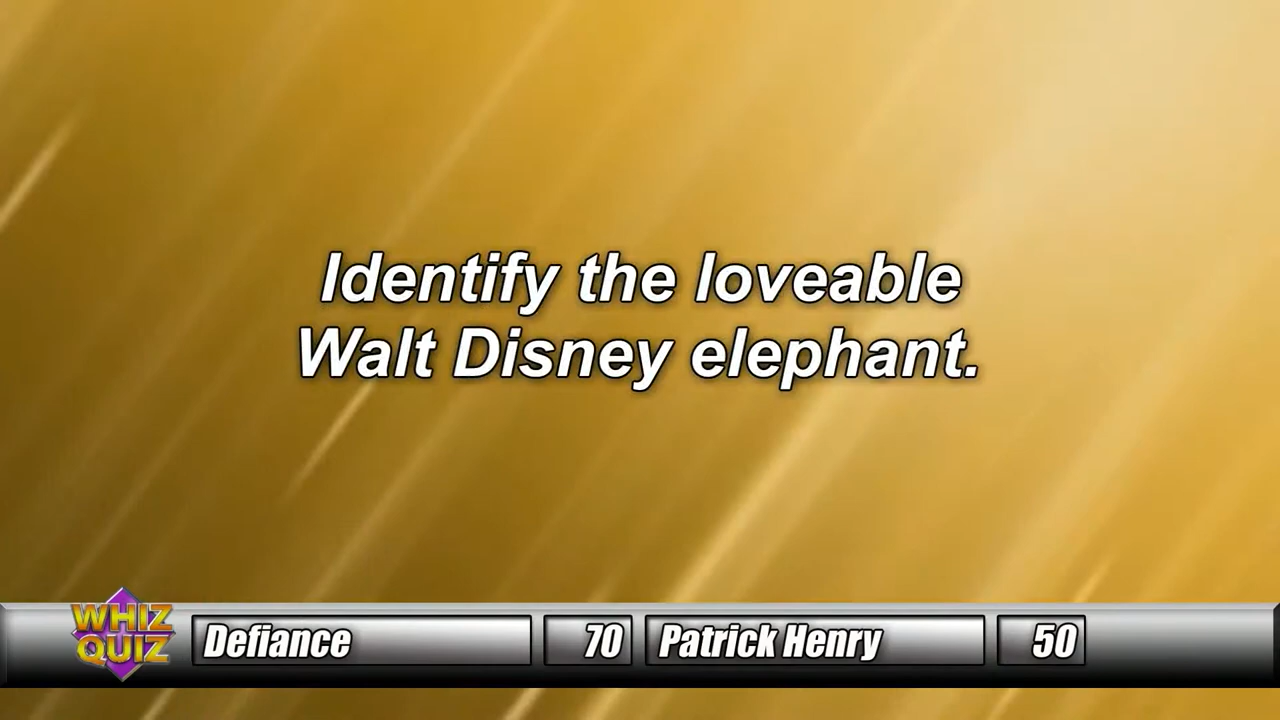 Identify the loveable
Walt Disney elephant.
WHIZ
QUIZ
Defiance 70 Patrick Henry 50